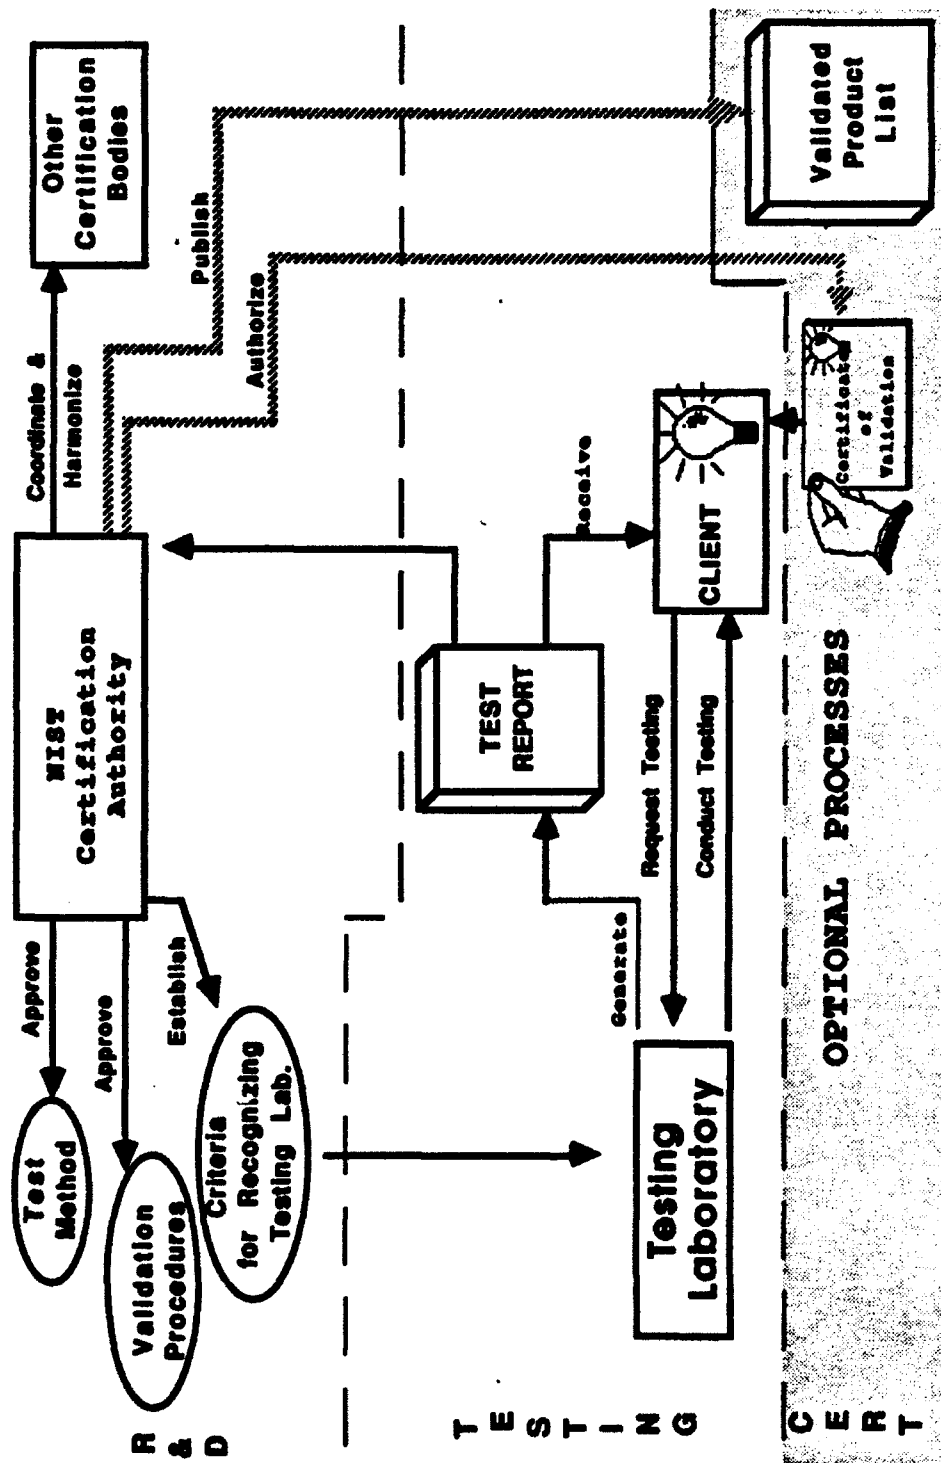 R
&
D
Test
Method
Approve
Validation
Procedures
Approve
Criteria
for Recognizing
Testing Lab.
Establish
NIST
Certification
Authority
Coordinate &
Harmonize
Other
Certification
Bodies
Publish
Authorize
T
E
S
T
I
N
G
Testing
Laboratory
Generate
TEST
REPORT
Receive
Request Testing
Conduct Testing
CLIENT
C
E
R
T
OPTIONAL PROCESSES
Certificate
of
Validation
Validated
Product
List